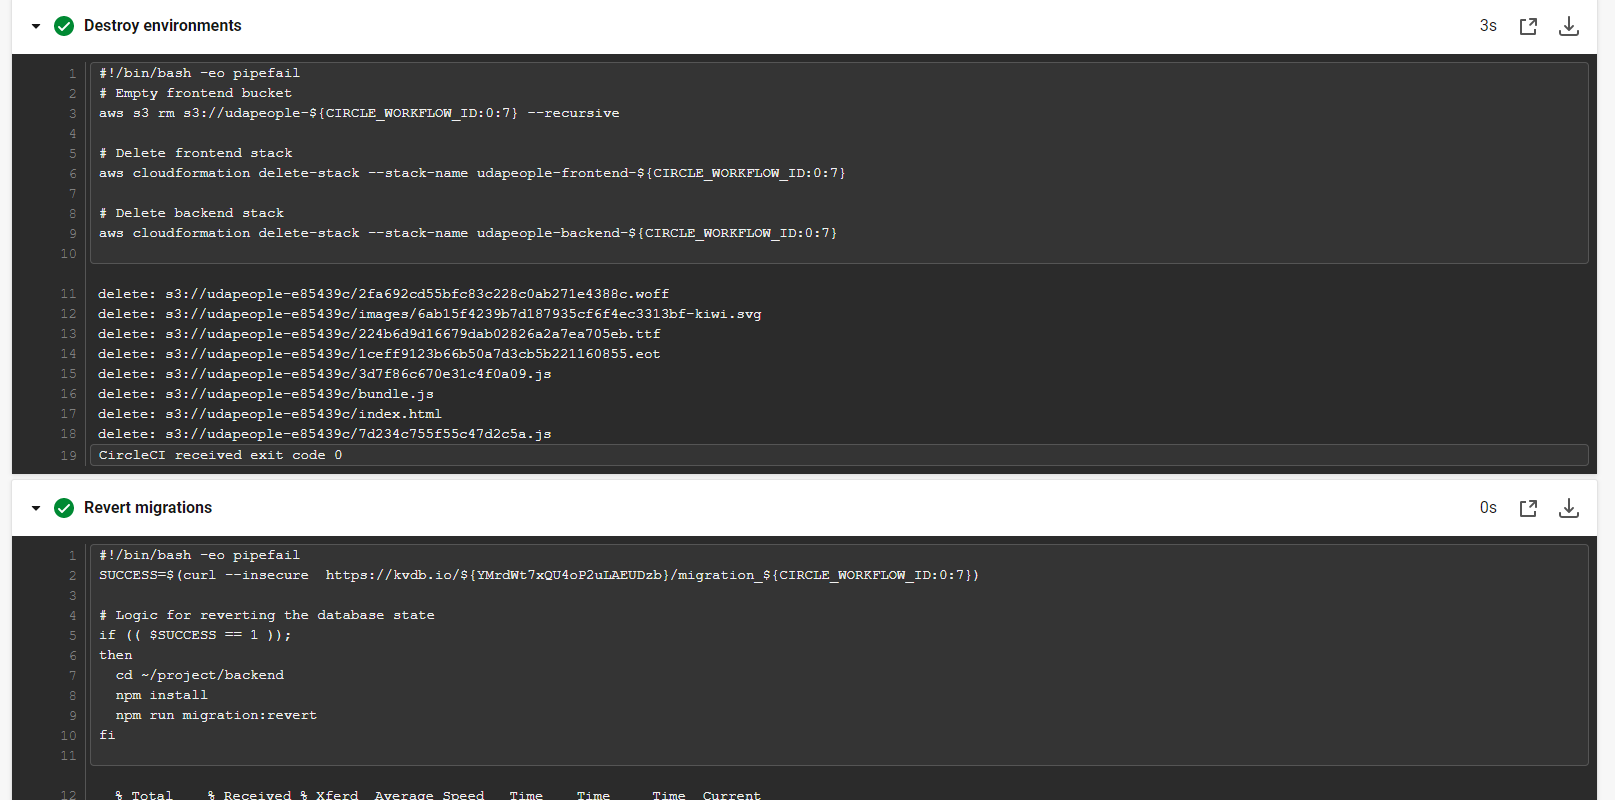 Destroy environments 3s
1 #!/bin/bash -eo pipefail
2 # Empty frontend bucket
3 aws s3 rm s3://udapeople-${CIRCLE_WORKFLOW_ID:0:7} --recursive
4
5 # Delete frontend stack
6 aws cloudformation delete-stack --stack-name udapeople-frontend-${CIRCLE_WORKFLOW_ID:0:7}
7
8 # Delete backend stack
9 aws cloudformation delete-stack --stack-name udapeople-backend-${CIRCLE_WORKFLOW_ID:0:7}
10
11 delete: s3://udapeople-e85439c/2fa692cd55bfc83c228c0ab271e4388c.woff
12 delete: s3://udapeople-e85439c/images/6ab15f4239b7d187935cf6f4ec3313bf-kiwi.svg
13 delete: s3://udapeople-e85439c/224b6d9d16679dab02826a2a7ea705eb.ttf
14 delete: s3://udapeople-e85439c/1ceff9123b66b50a7d3cb5b221160855.eot
15 delete: s3://udapeople-e85439c/3d7f86c670e31c4f0a09.js
16 delete: s3://udapeople-e85439c/bundle.js
17 delete: s3://udapeople-e85439c/index.html
18 delete: s3://udapeople-e85439c/7d234c755f55c47d2c5a.js
19 CircleCI received exit code 0
Revert migrations 0s
1 #!/bin/bash -eo pipefail
2 SUCCESS=$(curl --insecure  https://kvdb.io/${YMrdWt7xQU4oP2uLAEUDzb}/migration_${CIRCLE_WORKFLOW_ID:0:7})
3
4 # Logic for reverting the database state
5 if (( $SUCCESS == 1 ));
6 then
7 cd ~/project/backend
8 npm install
9 npm run migration:revert
10 fi
11
12 % Total % Received % Xferd Average Speed Time Time Time Current